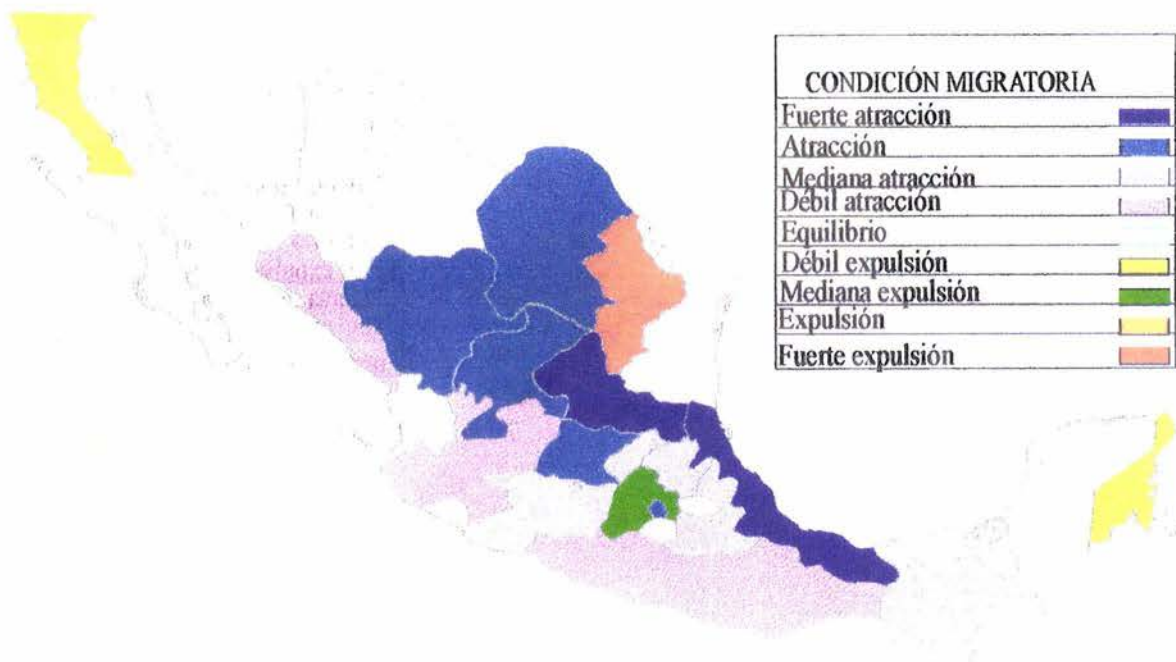 CONDICIÓN MIGRATORIA
Fuerte atracción
Atracción
Mediana atracción
Débil atracción
Equilibrio
Débil expulsión
Mediana expulsión
Expulsión
Fuerte expulsión